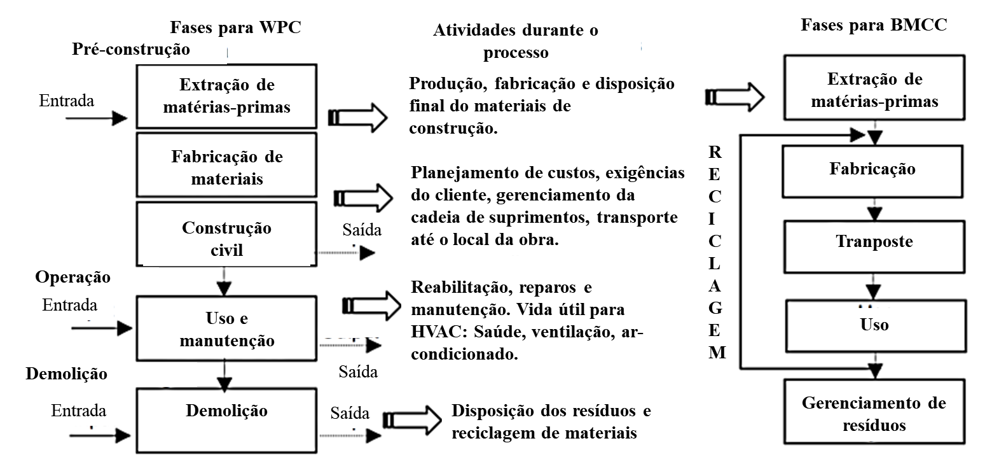 Fases para WPC
Pré-construção
Entrada
Extração de
matérias-primas
Fabricação de
materiais
Construção
civil
Saída
Operação
Entrada
Uso e
manutenção
Saída
Demolição
Entrada
Demolição
Saída
Atividades durante o
processo
Produção, fabricação e disposição
final do materiais de
construção.
Planejamento de custos, exigências
do cliente, gerenciamento da
cadeia de suprimentos, transporte
até o local da obra.
Reabilitação, reparos e
manutenção. Vida útil para
HVAC: Saúde, ventilação, ar-
condicionado.
Disposição dos resíduos e
reciclagem de materiais
Fases para BMCC
Extração de
matérias-primas
R
E
C
I
C
L
A
G
E
M
Fabricação
Tranposte
Uso
Gerenciamento de
resíduos